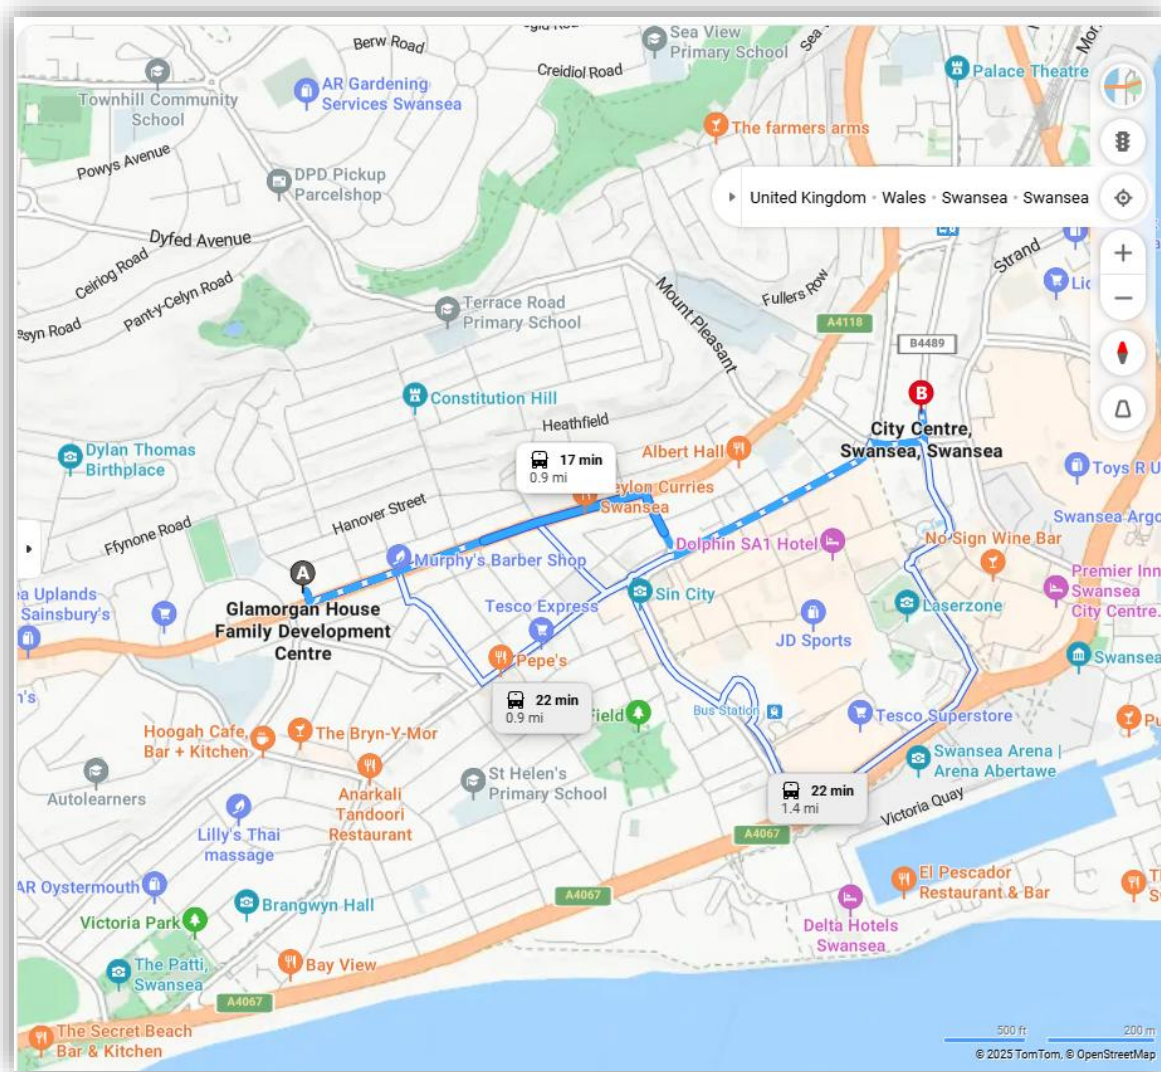 Berw Road
Sea View
Primary School
Creidiol Road
Palace Theatre
AR Gardening
Services Swansea
Townhill Community
School
The farmers arms
Powys Avenue
DPD Pickup
Parcelshop
United Kingdom • Wales • Swansea • Swansea
Dyfed Avenue
Strand
Ceiriog Road
Pant-y-Celyn Road
Fullers Row
Mount Pleasant
Terrace Road
Primary School
A4118
B4489
B
Constitution Hill
Heathfield
City Centre,
Swansea, Swansea
Albert Hall
Dylan Thomas
Birthplace
17 min
0.9 mi
Toys R U
eylon Curries
Swansea
Hanover Street
Swansea Argo
Ffynone Road
No Sign Wine Bar
Dolphin SA1 Hotel
Murphy's Barber Shop
A
Premier Inn
Swansea
City Centre.
Glamorgan House
Family Development
Centre
a Uplands
Sainsbury's
Sin City
Tesco Express
Laserzone
JD Sports
Pepe's
Swansea
22 min
0.9 mi
Field
Bus Station
Tesco Superstore
Hoogah Cafe,
Bar + Kitchen
The Bryn-Y-Mor
Swansea Arena |
Arena Abertawe
Autolearners
St Helen's
Primary School
Anarkali
Tandoori
Restaurant
22 min
1.4 mi
Victoria Quay
Lilly's Thai
massage
A4067
El Pescador
Restaurant & Bar
AR Oystermouth
A4067
Brangwyn Hall
Victoria Park
Delta Hotels
Swansea
The Patti,
Swansea
Bay View
A4067
The Secret Beach
Bar & Kitchen
500 ft
200 m
© 2025 TomTom, © OpenStreetMap